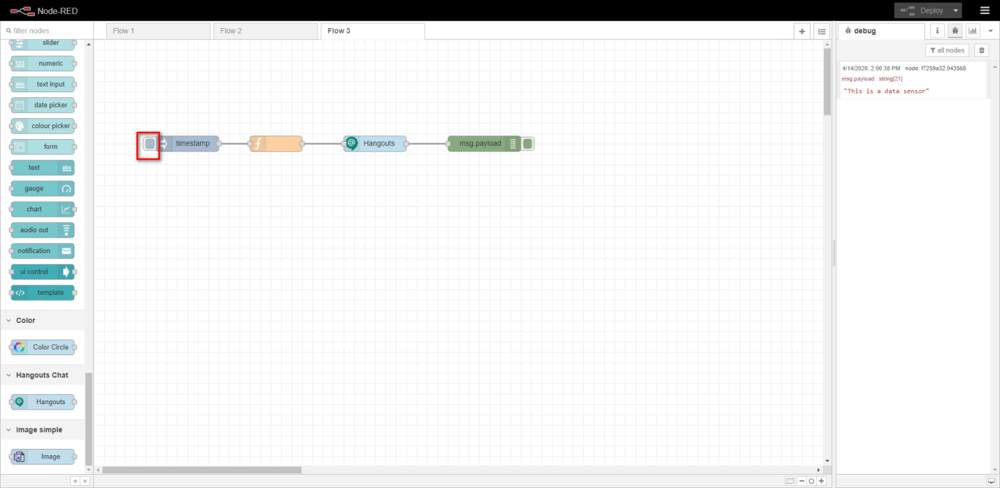 Node-RED
Deploy
filter nodes
Flow 1
Flow 2
Flow 3
debug
i
all nodes
slider
123 numeric
abc text input
date picker
colour picker
form
text abc
gauge
chart
audio out
notification
ui control
</> template
Color
Color Circle
Hangouts Chat
Hangouts
Image simple
Image
timestamp
f
Hangouts
msg.payload
4/14/2020, 2:00:38 PM node: f7259a32.043568
msg.payload : string[21]
"This is a data sensor"